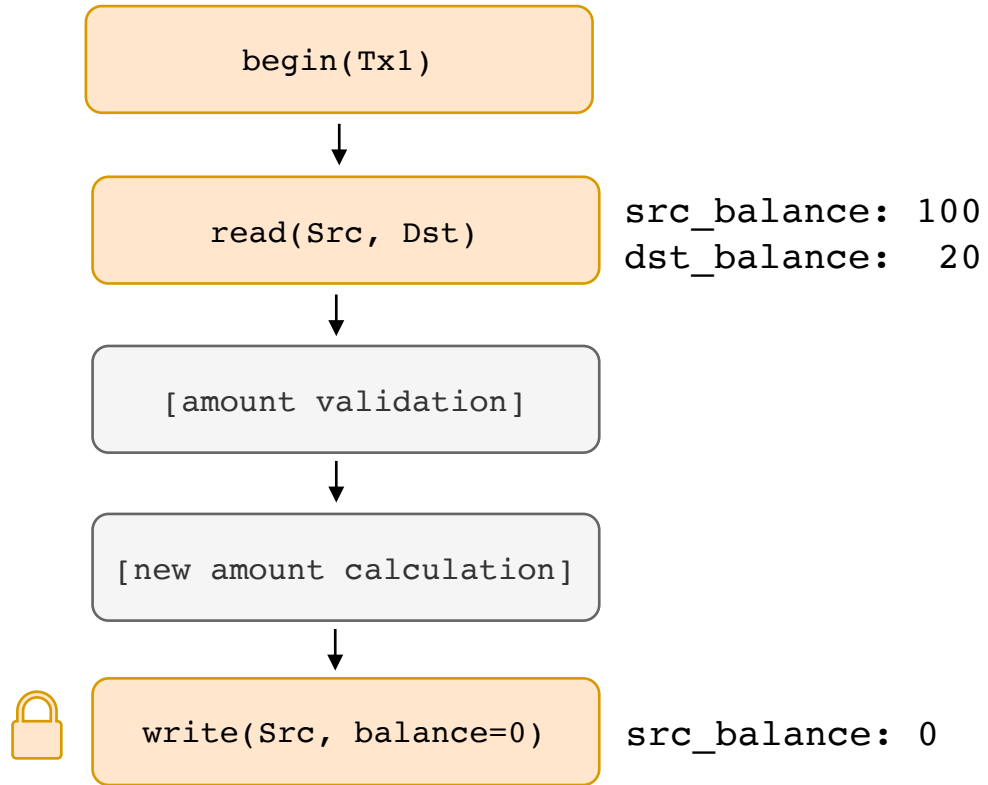 begin(Tx1)
read(Src, Dst)
src_balance: 100
dst_balance:  20
[amount validation]
[new amount calculation]
write(Src, balance=0)
src_balance: 0